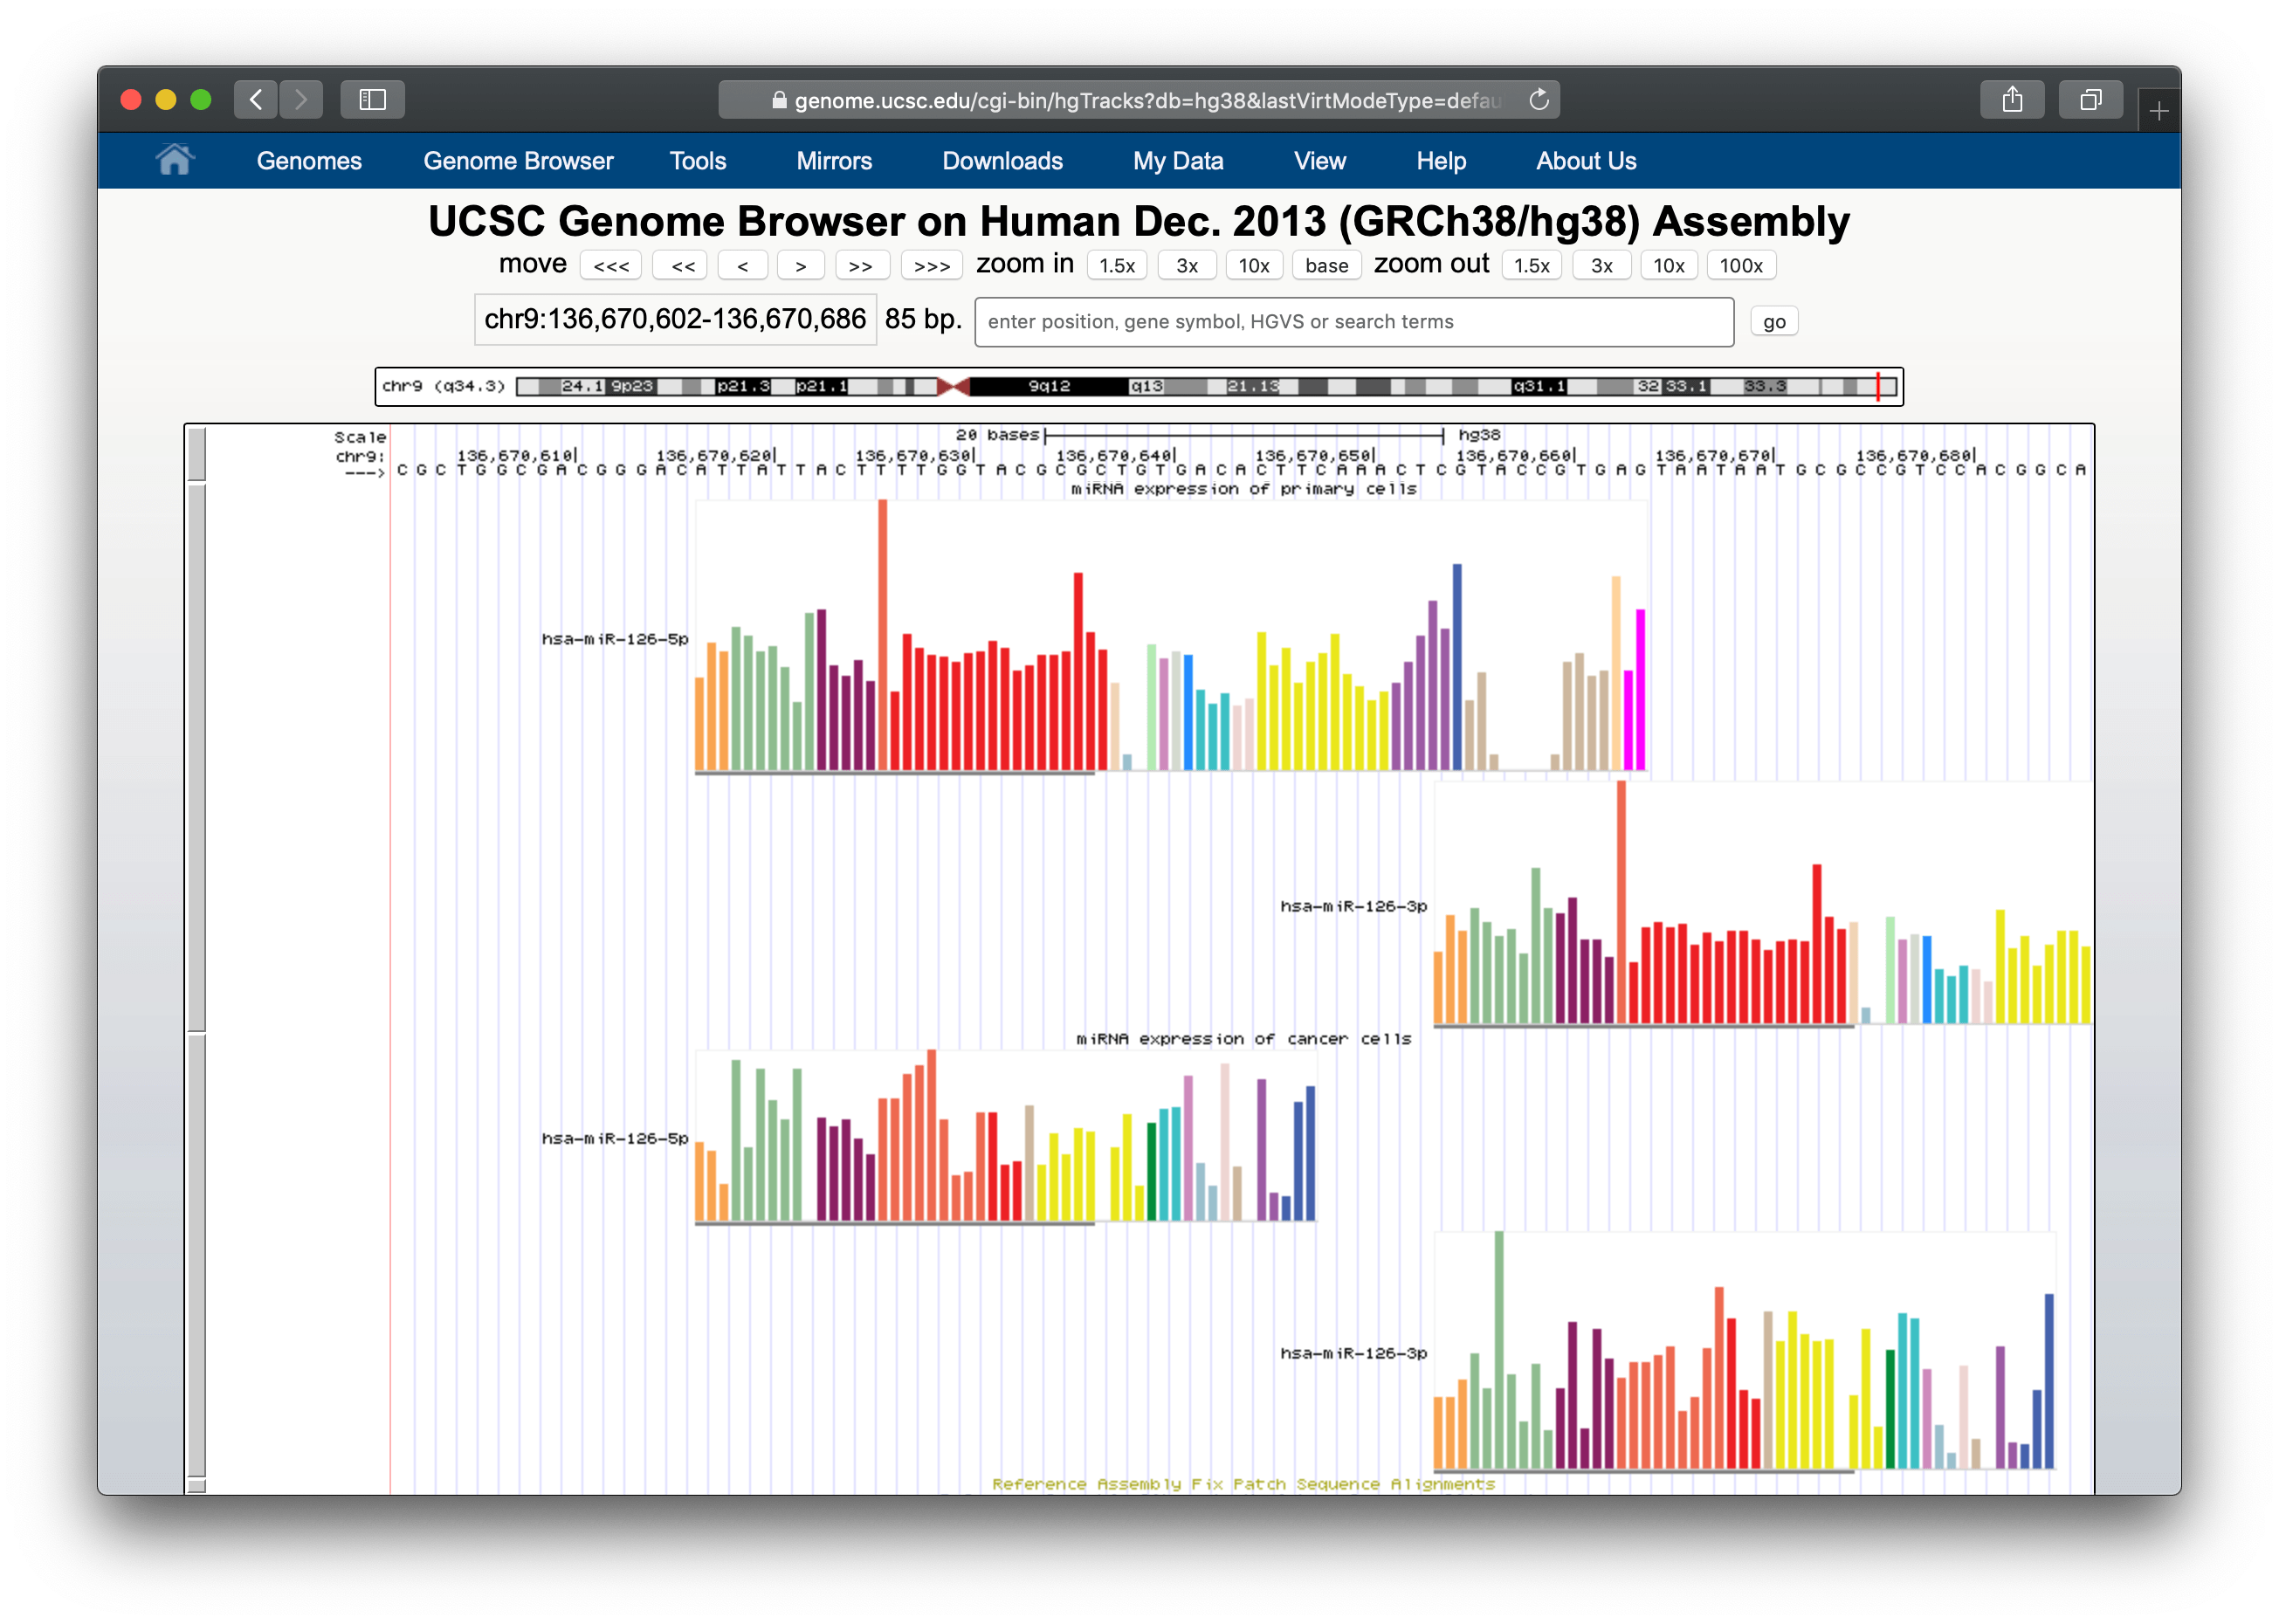 genome.ucsc.edu/cgi-bin/hgTracks?db=hg38&lastVirtModeType=defau
Genomes Genome Browser Tools Mirrors Downloads My Data View Help About Us
UCSC Genome Browser on Human Dec. 2013 (GRCh38/hg38) Assembly
move <<< << < > >> >>> zoom in 1.5x 3x 10x base zoom out 1.5x 3x 10x 100x
chr9:136,670,602-136,670,686 85 bp. enter position, gene symbol, HGVS or search terms go
chr9 (q34.3) 24.1 9p23 p21.3 p21.1 9q12 q13 21.13 q31.1 32 33.1 33.3
Scale 20 bases hg38
chr9: 136,670,610| 136,670,620| 136,670,630| 136,670,640| 136,670,650| 136,670,660| 136,670,670| 136,670,680|
---> C G C T G G C G A C G G G A C A T T A T T A C T T T T G G T A C G C G C T G T G A C A C T T C A A A C T C G T A C C G T G A G T A A T A A T G C G C C G T C C A C G G C A
miRNA expression of primary cells
hsa-miR-126-5p
hsa-miR-126-3p
miRNA expression of cancer cells
hsa-miR-126-5p
hsa-miR-126-3p
Reference Assembly Fix Patch Sequence Alignments